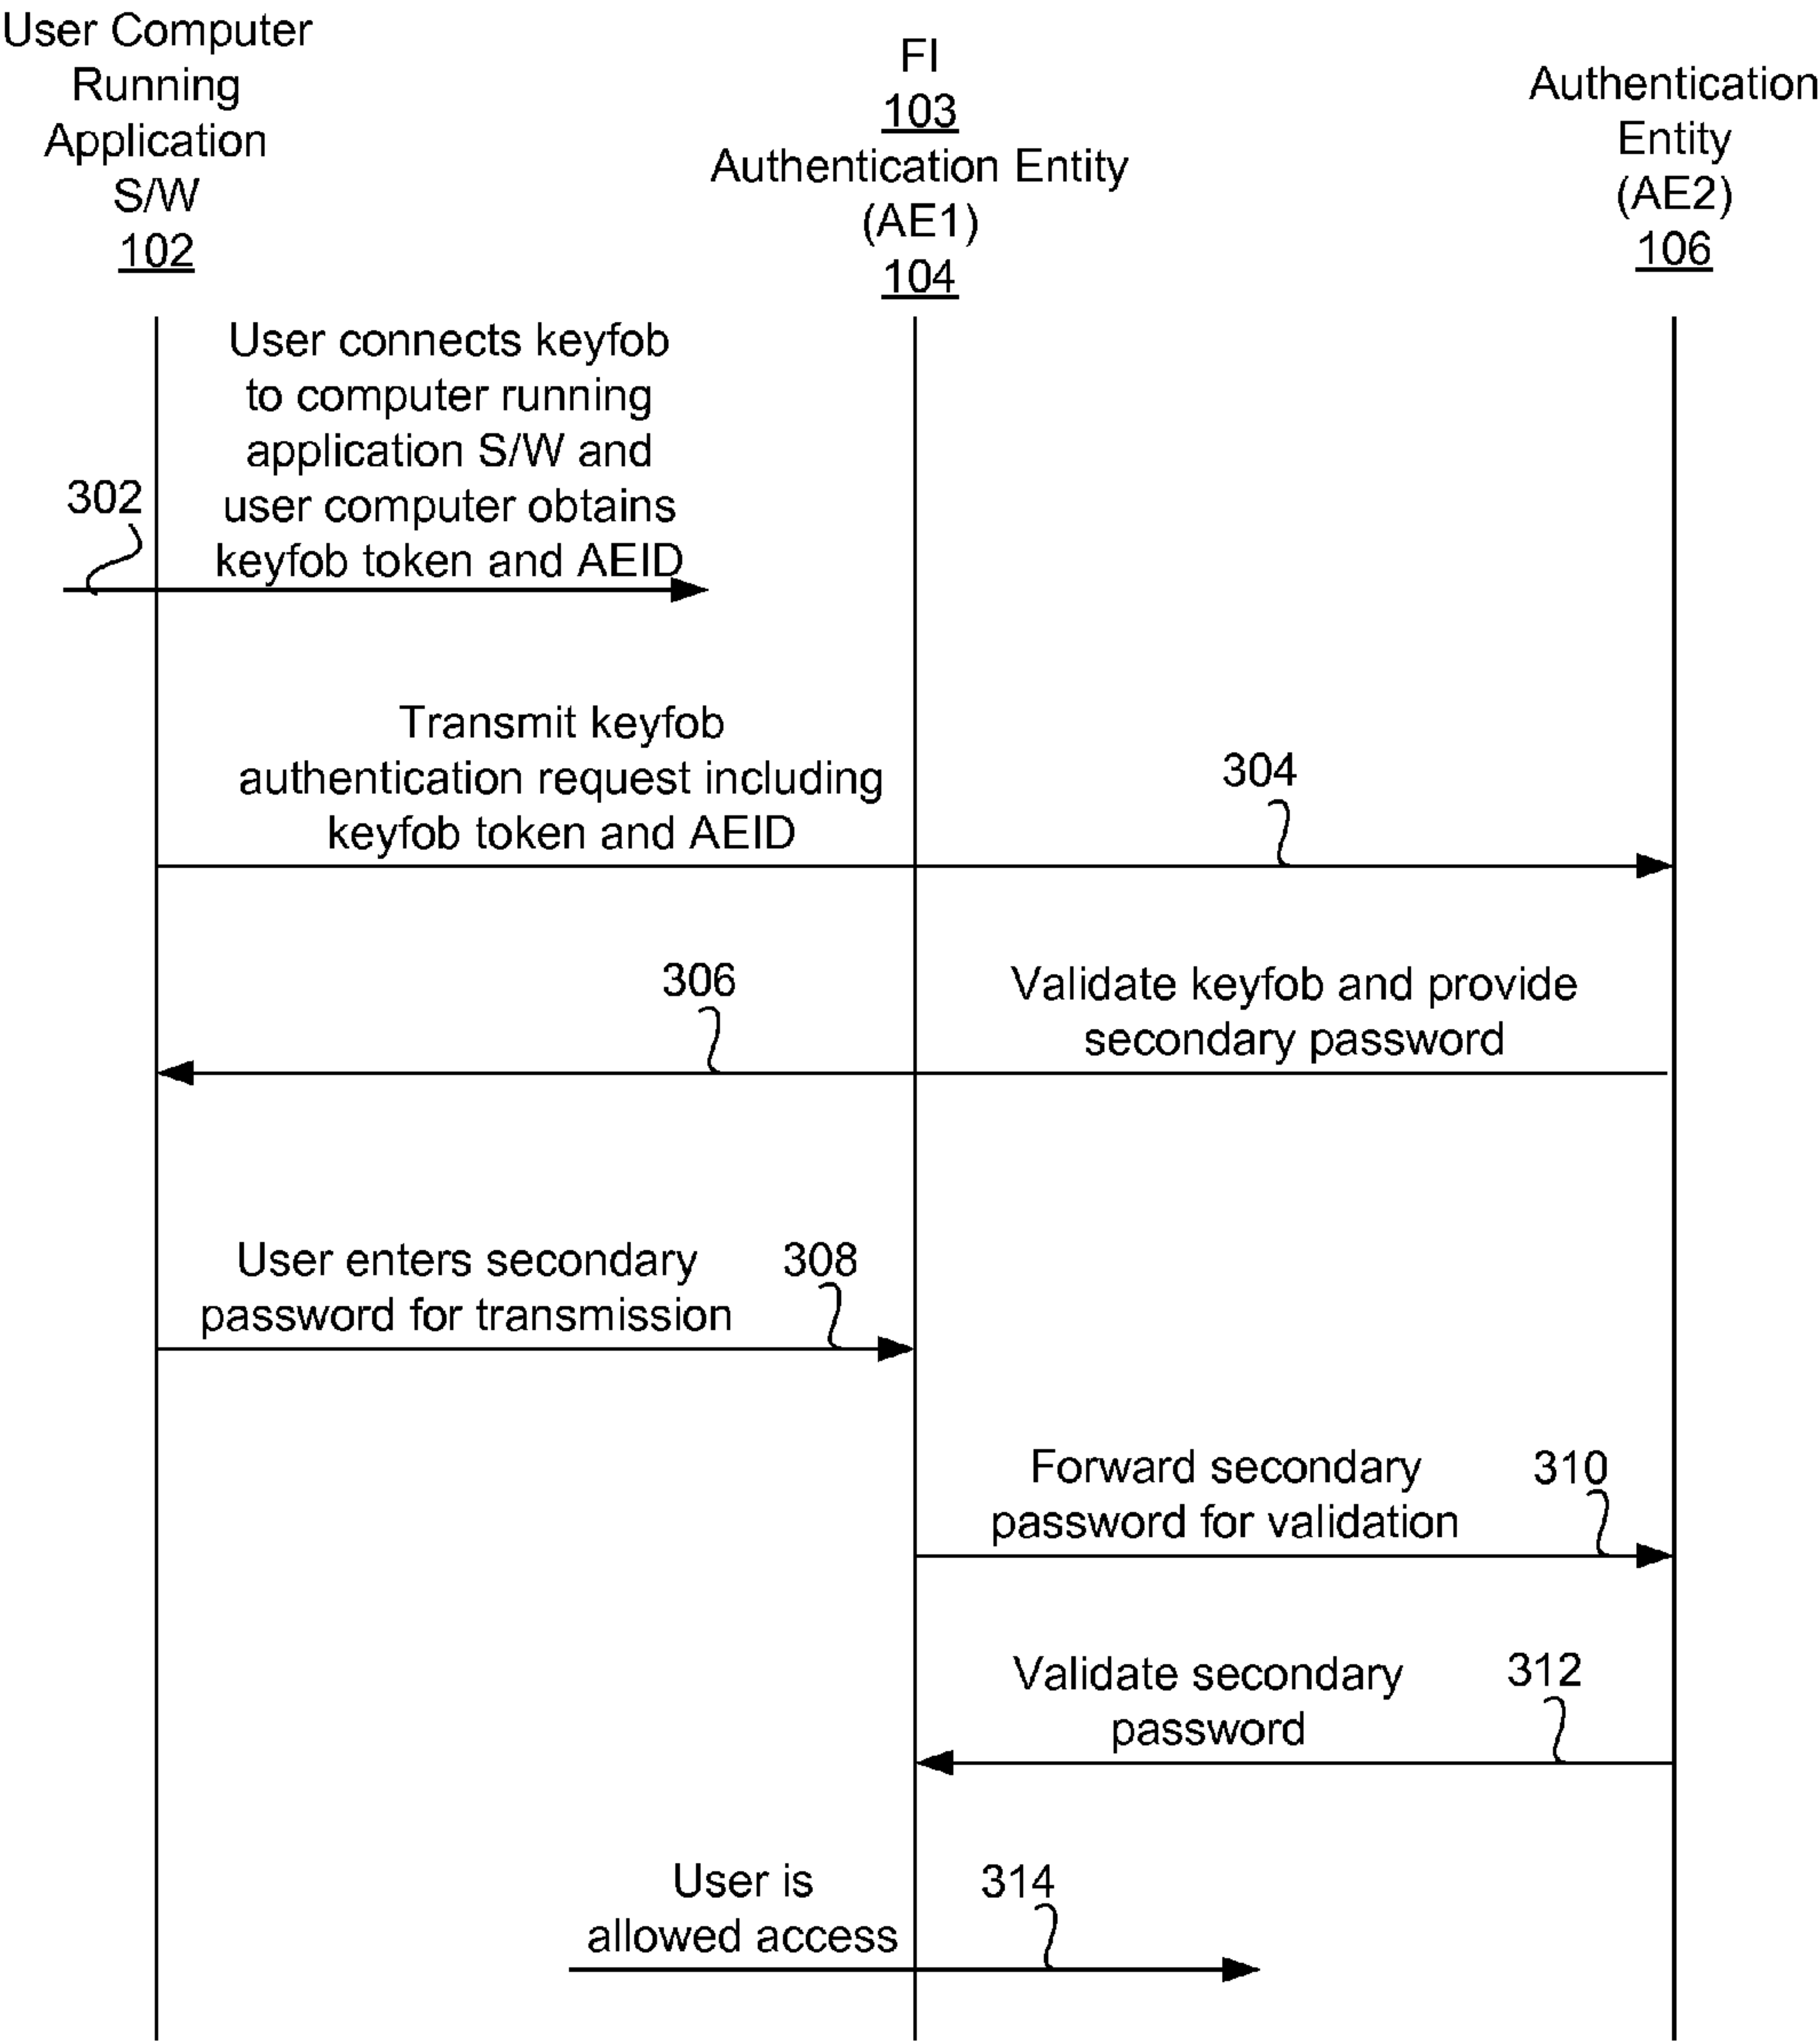 User Computer
Running
Application
S/W
102
FI
103
Authentication Entity
(AE1)
104
Authentication
Entity
(AE2)
106
User connects keyfob
to computer running
application S/W and
user computer obtains
keyfob token and AEID
302
Transmit keyfob
authentication request including
keyfob token and AEID
304
306
Validate keyfob and provide
secondary password
User enters secondary
password for transmission
308
Forward secondary
password for validation
310
Validate secondary
password
312
User is
allowed access
314